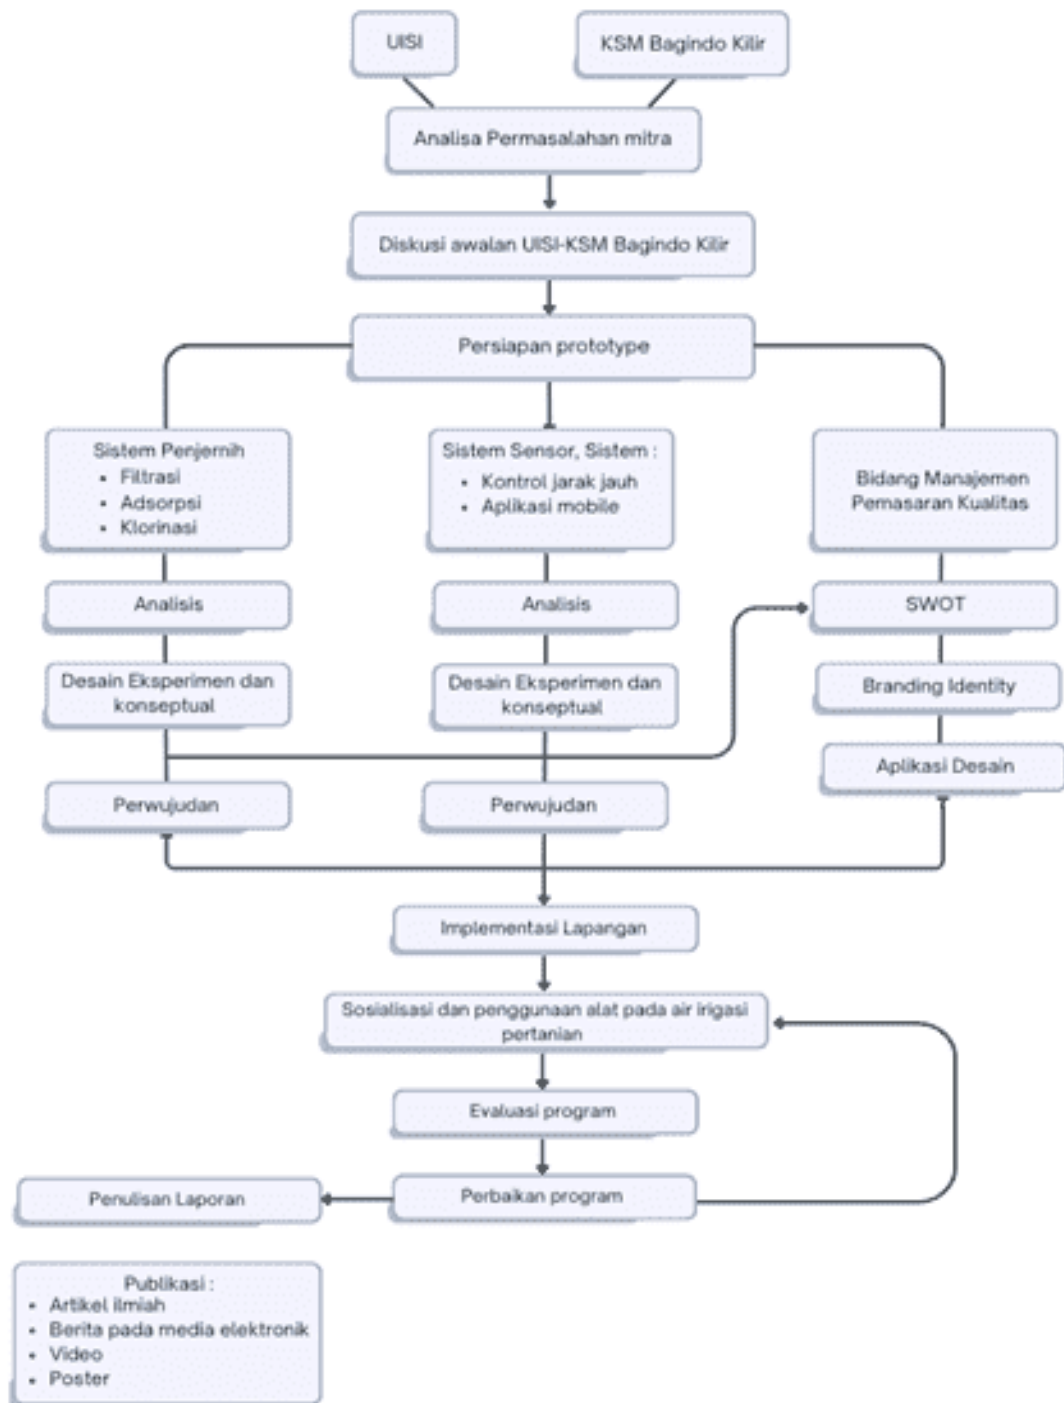 UISI
KSM Bagindo Kilir
Analisa Permasalahan mitra
Diskusi awalan UISI-KSM Bagindo Kilir
Persiapan prototype
Sistem Penjernih
• Filtrasi
• Adsorpsi
• Klorinasi
Sistem Sensor, Sistem :
• Kontrol jarak jauh
• Aplikasi mobile
Bidang Manajemen
Pemasaran Kualitas
Analisis
Analisis
SWOT
Desain Eksperimen dan
konseptual
Desain Eksperimen dan
konseptual
Branding Identity
Aplikasi Desain
Perwujudan
Perwujudan
Implementasi Lapangan
Sosialisasi dan penggunaan alat pada air irigasi
pertanian
Evaluasi program
Perbaikan program
Penulisan Laporan
Publikasi :
• Artikel ilmiah
• Berita pada media elektronik
• Video
• Poster